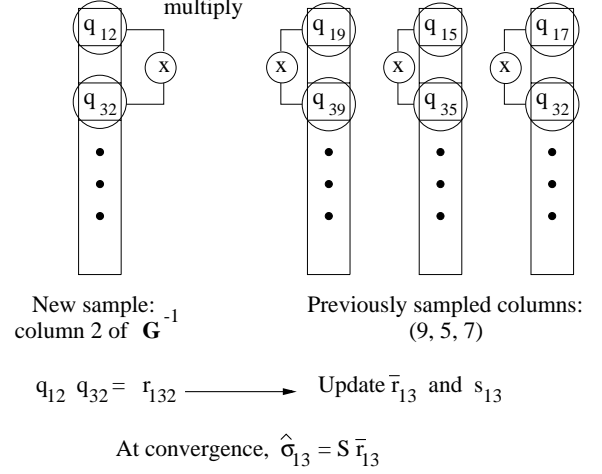 multiply
q12 q19 q15 q17
x x x x
q32 q39 q35 q32
New sample: Previously sampled columns:
column 2 of G^-1 (9, 5, 7)
q12 q32 = r132 → Update r̄13 and s13
At convergence, σ̂13 = S r̄13